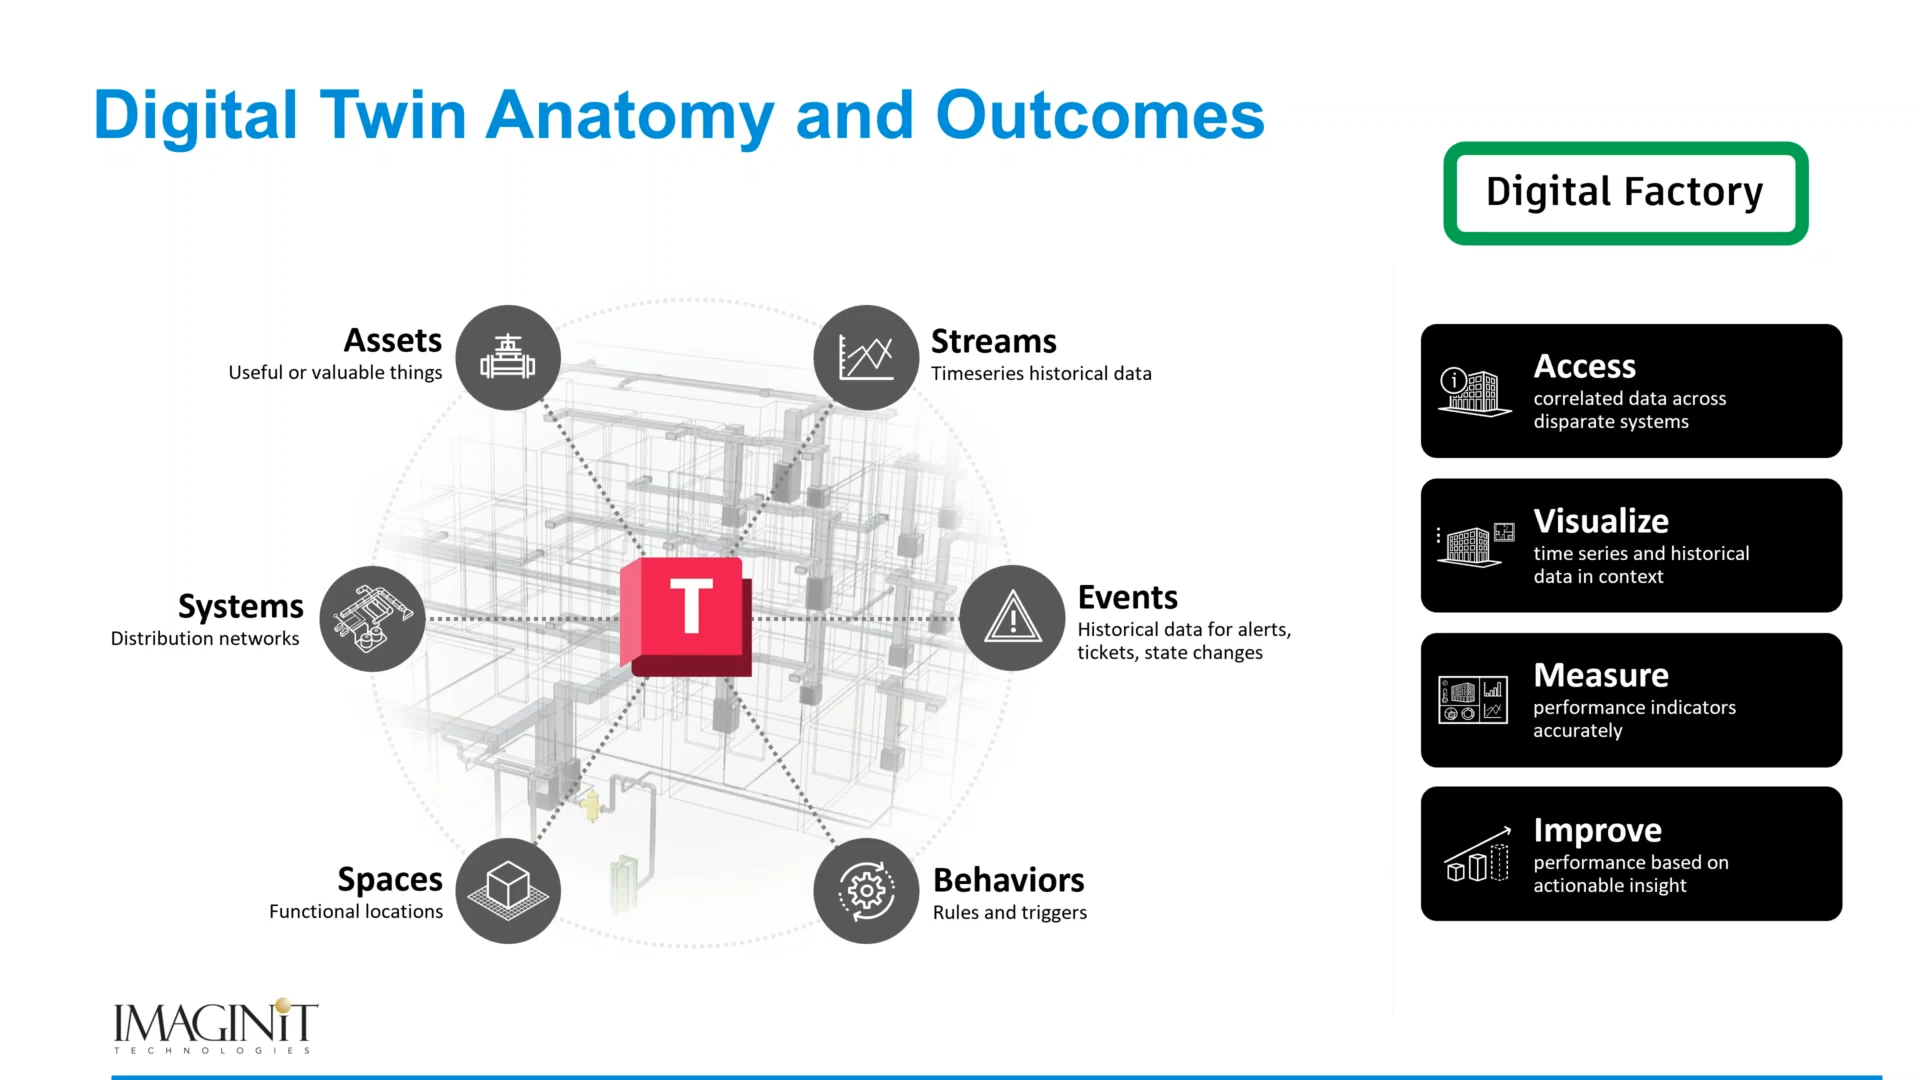 Digital Twin Anatomy and Outcomes
Digital Factory
Assets
Useful or valuable things
Streams
Timeseries historical data
Systems
Distribution networks
T
Events
Historical data for alerts,
tickets, state changes
Spaces
Functional locations
Behaviors
Rules and triggers
Access
correlated data across
disparate systems
Visualize
time series and historical
data in context
Measure
performance indicators
accurately
Improve
performance based on
actionable insight
IMAGINiT
TECHNOLOGIES